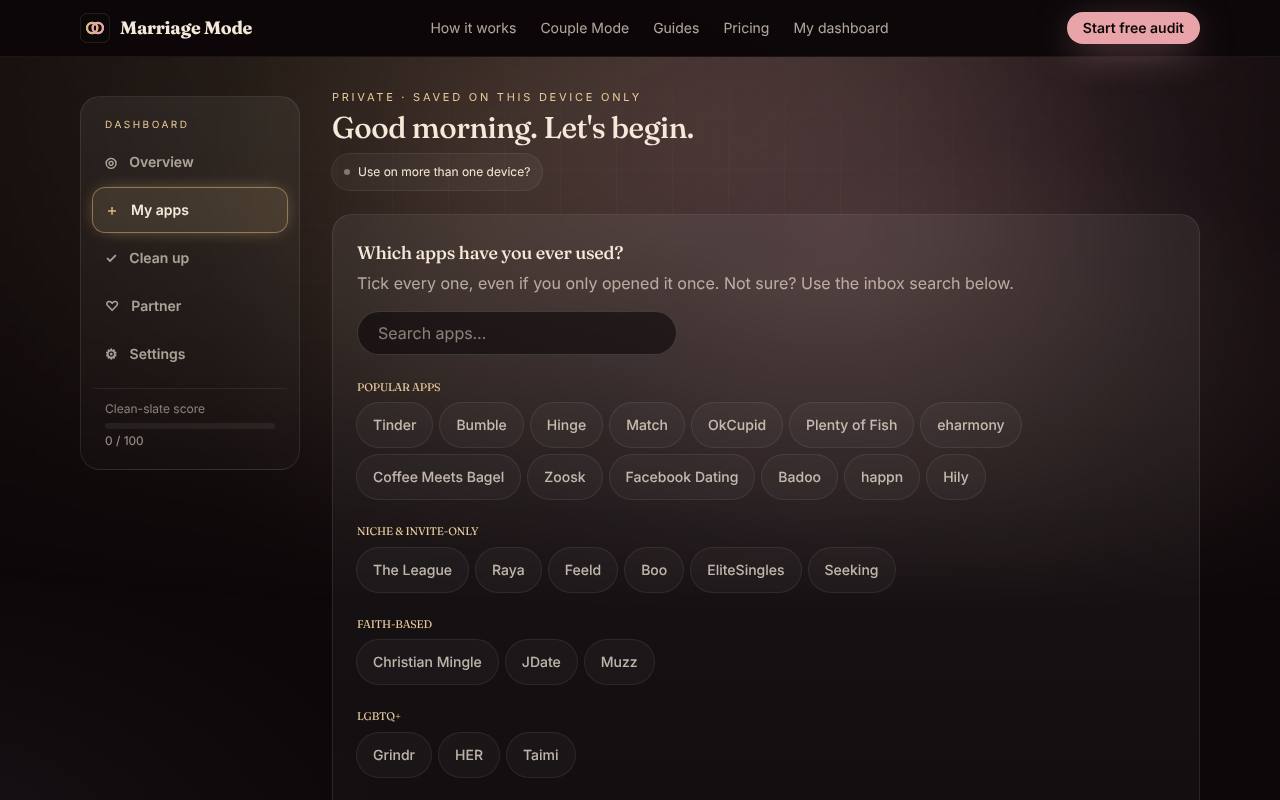 Marriage Mode
How it works
Couple Mode
Guides
Pricing
My dashboard
Start free audit
DASHBOARD
Overview
My apps
Clean up
Partner
Settings
Clean-slate score
0 / 100
PRIVATE · SAVED ON THIS DEVICE ONLY
Good morning. Let's begin.
Use on more than one device?
Which apps have you ever used?
Tick every one, even if you only opened it once. Not sure? Use the inbox search below.
Search apps...
POPULAR APPS
Tinder
Bumble
Hinge
Match
OkCupid
Plenty of Fish
eharmony
Coffee Meets Bagel
Zoosk
Facebook Dating
Badoo
happn
Hily
NICHE & INVITE-ONLY
The League
Raya
Feeld
Boo
EliteSingles
Seeking
FAITH-BASED
Christian Mingle
JDate
Muzz
LGBTQ+
Grindr
HER
Taimi